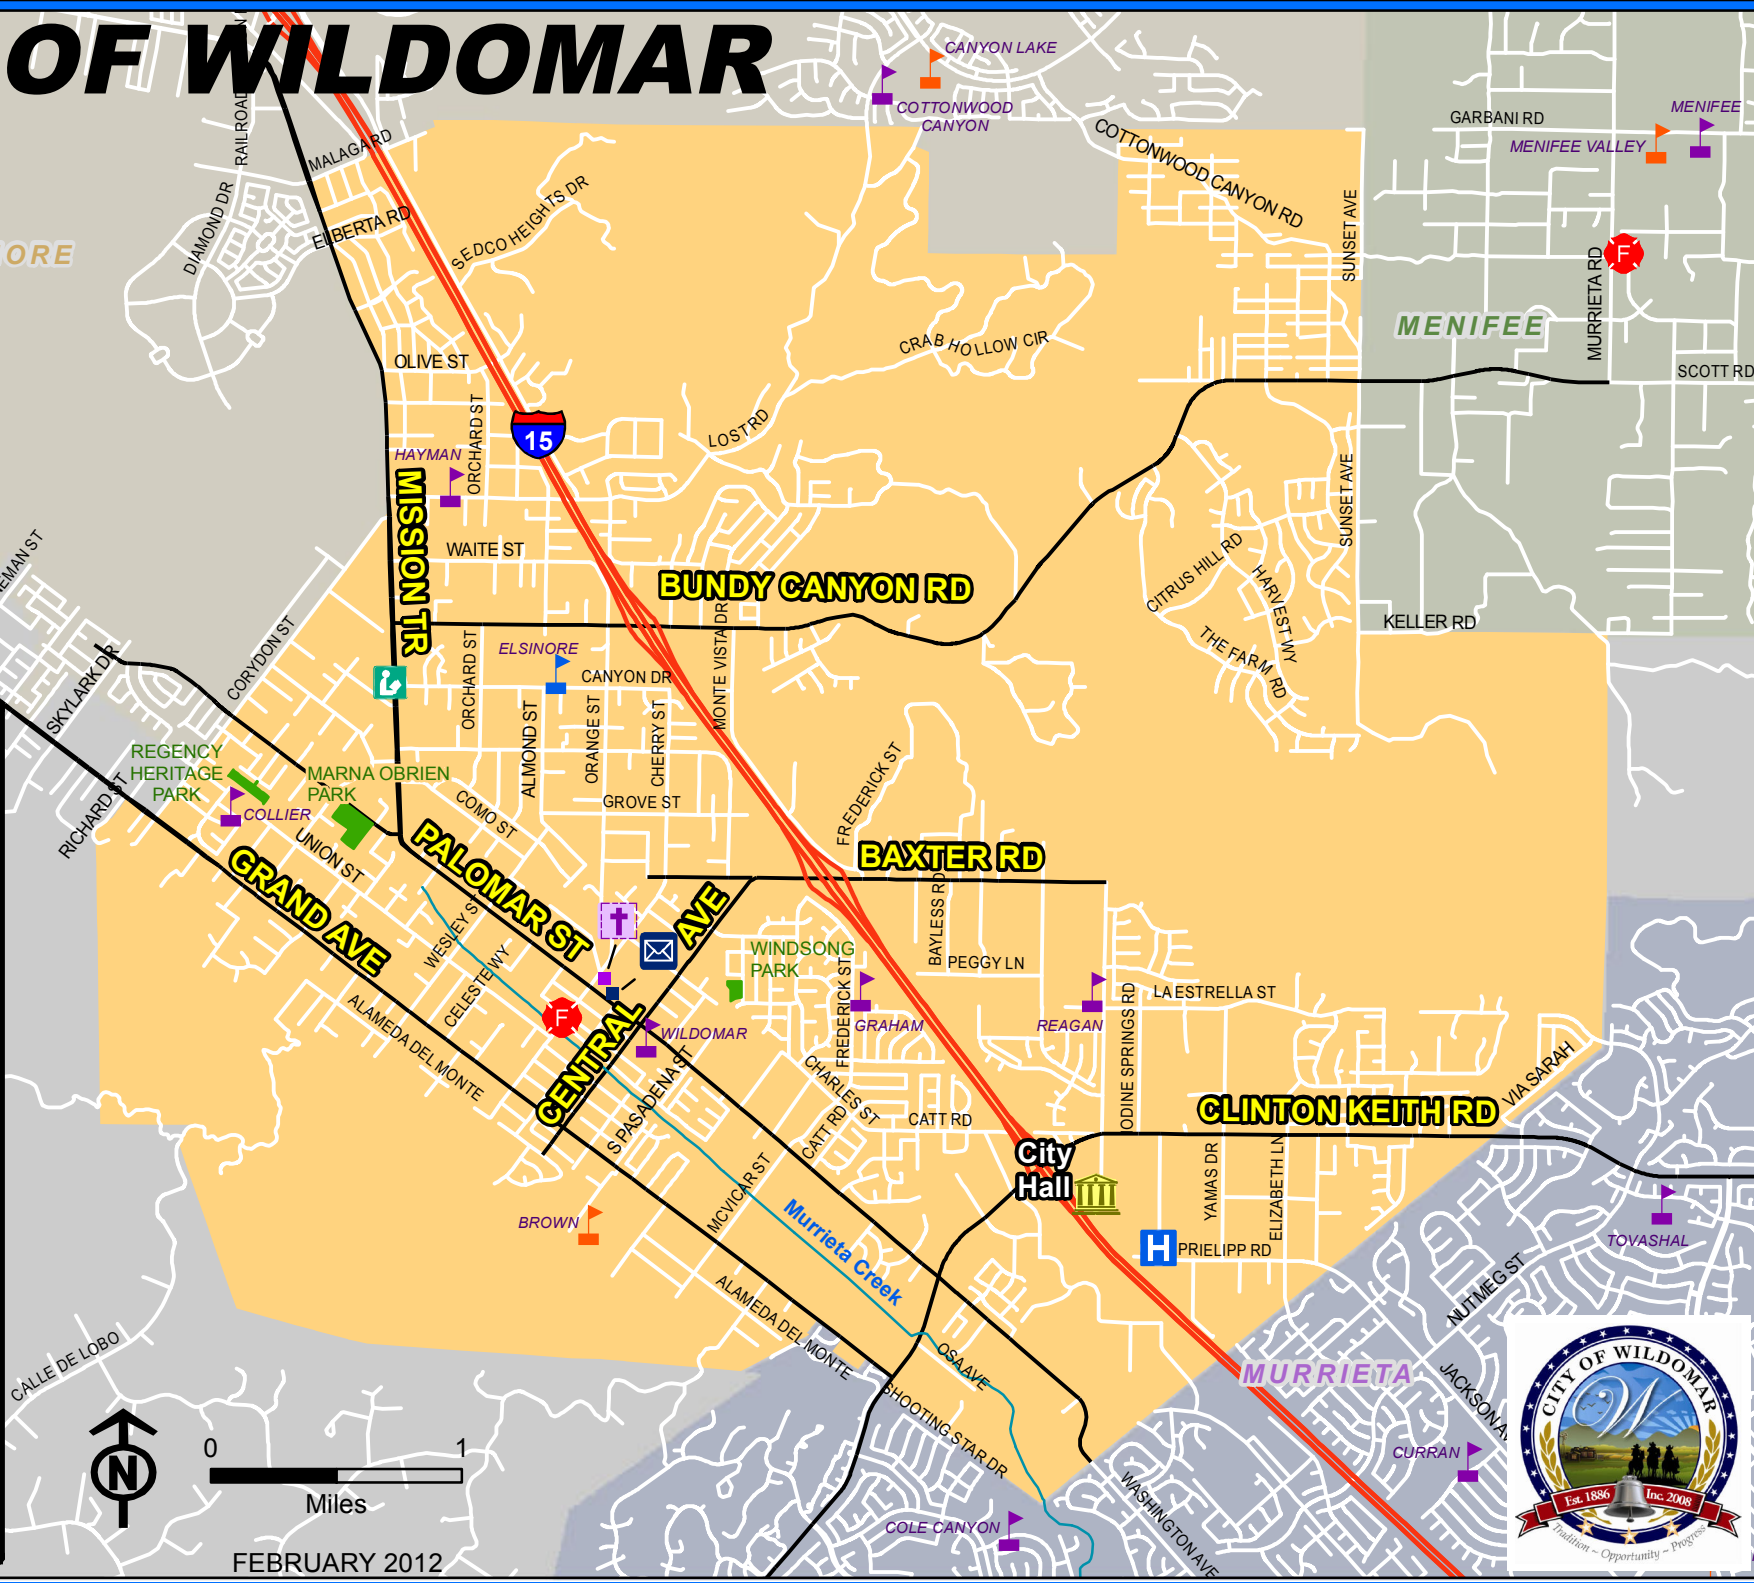 OF WILDOMAR
CANYON LAKE
COTTONWOOD
CANYON
GARBANI RD
MENIFEE
MENIFEE VALLEY
COTTONWOOD CANYON RD
RAILROAD
MALAGA RD
DIAMOND DR
ELBERTA RD
SEDCO HEIGHTS DR
SUNSET AVE
MURRIETA RD
F
ORE
MENIFEE
CRAB HOLLOW CIR
OLIVE ST
SCOTT RD
ORCHARD ST
15
LOST RD
HAYMAN
MISSION TR
SUNSET AVE
WAITE ST
EMAN ST
BUNDY CANYON RD
CITRUS HILL RD
HARVEST WY
KELLER RD
THE FARM RD
CORYDON ST
SKYLARK DR
ORCHARD ST
ELSINORE
CANYON DR
MONTE VISTA DR
ALMOND ST
ORANGE ST
CHERRY ST
REGENCY
HERITAGE
PARK
MARNA OBRIEN
PARK
COLLIER
RICHARD ST
COMO ST
GROVE ST
FREDERICK ST
UNION ST
PALOMAR ST
BAXTER RD
GRAND AVE
WESLEY ST
CELESTE WY
CENTRAL AVE
WINDSONG
PARK
BAYLESS RD
PEGGY LN
FREDERICK ST
GRAHAM
REAGAN
LA ESTRELLA ST
IODINE SPRINGS RD
ALAMEDA DEL MONTE
F
WILDOMAR
S PASADENA ST
CHARLES ST
CATT RD
CATT RD
VIA SARAH
CLINTON KEITH RD
City
Hall
YAMAS DR
ELIZABETH LN
MCVICAR ST
BROWN
Murrieta Creek
H
PRIELIPP RD
TOVASHAL
NUTMEG ST
ALAMEDA DEL MONTE
OSA AVE
SHOOTING STAR DR
CALLE DE LOBO
MURRIETA
JACKSON AV
CURRAN
WASHINGTON AVE
COLE CANYON
N
0 1
Miles
FEBRUARY 2012
CITY OF WILDOMAR
W
Est. 1886 Inc. 2008
Tradition ~ Opportunity ~ Progress